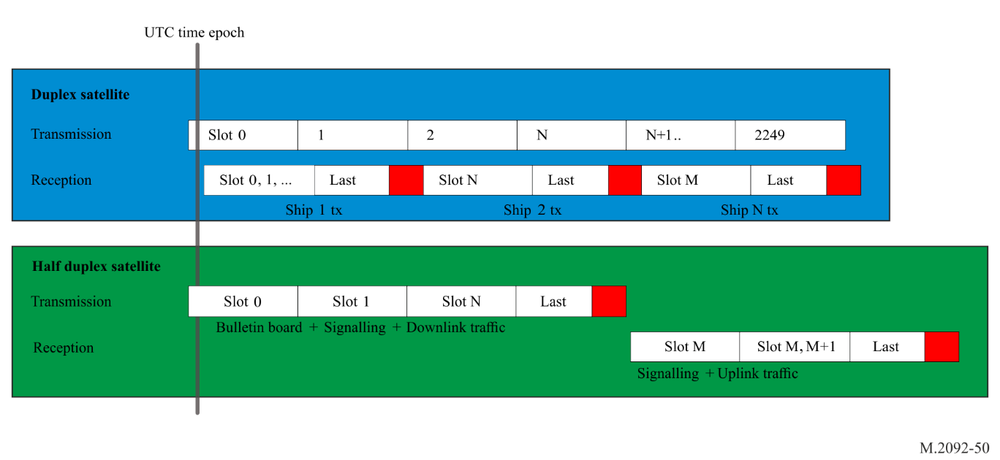 UTC time epoch
Duplex satellite
Transmission Slot 0 1 2 N N+1.. 2249
Reception Slot 0, 1, ... Last Slot N Last Slot M Last
Ship 1 tx Ship 2 tx Ship N tx
Half duplex satellite
Transmission Slot 0 Slot 1 Slot N Last
Bulletin board + Signalling + Downlink traffic
Reception Slot M Slot M, M+1 Last
Signalling + Uplink traffic
M.2092-50